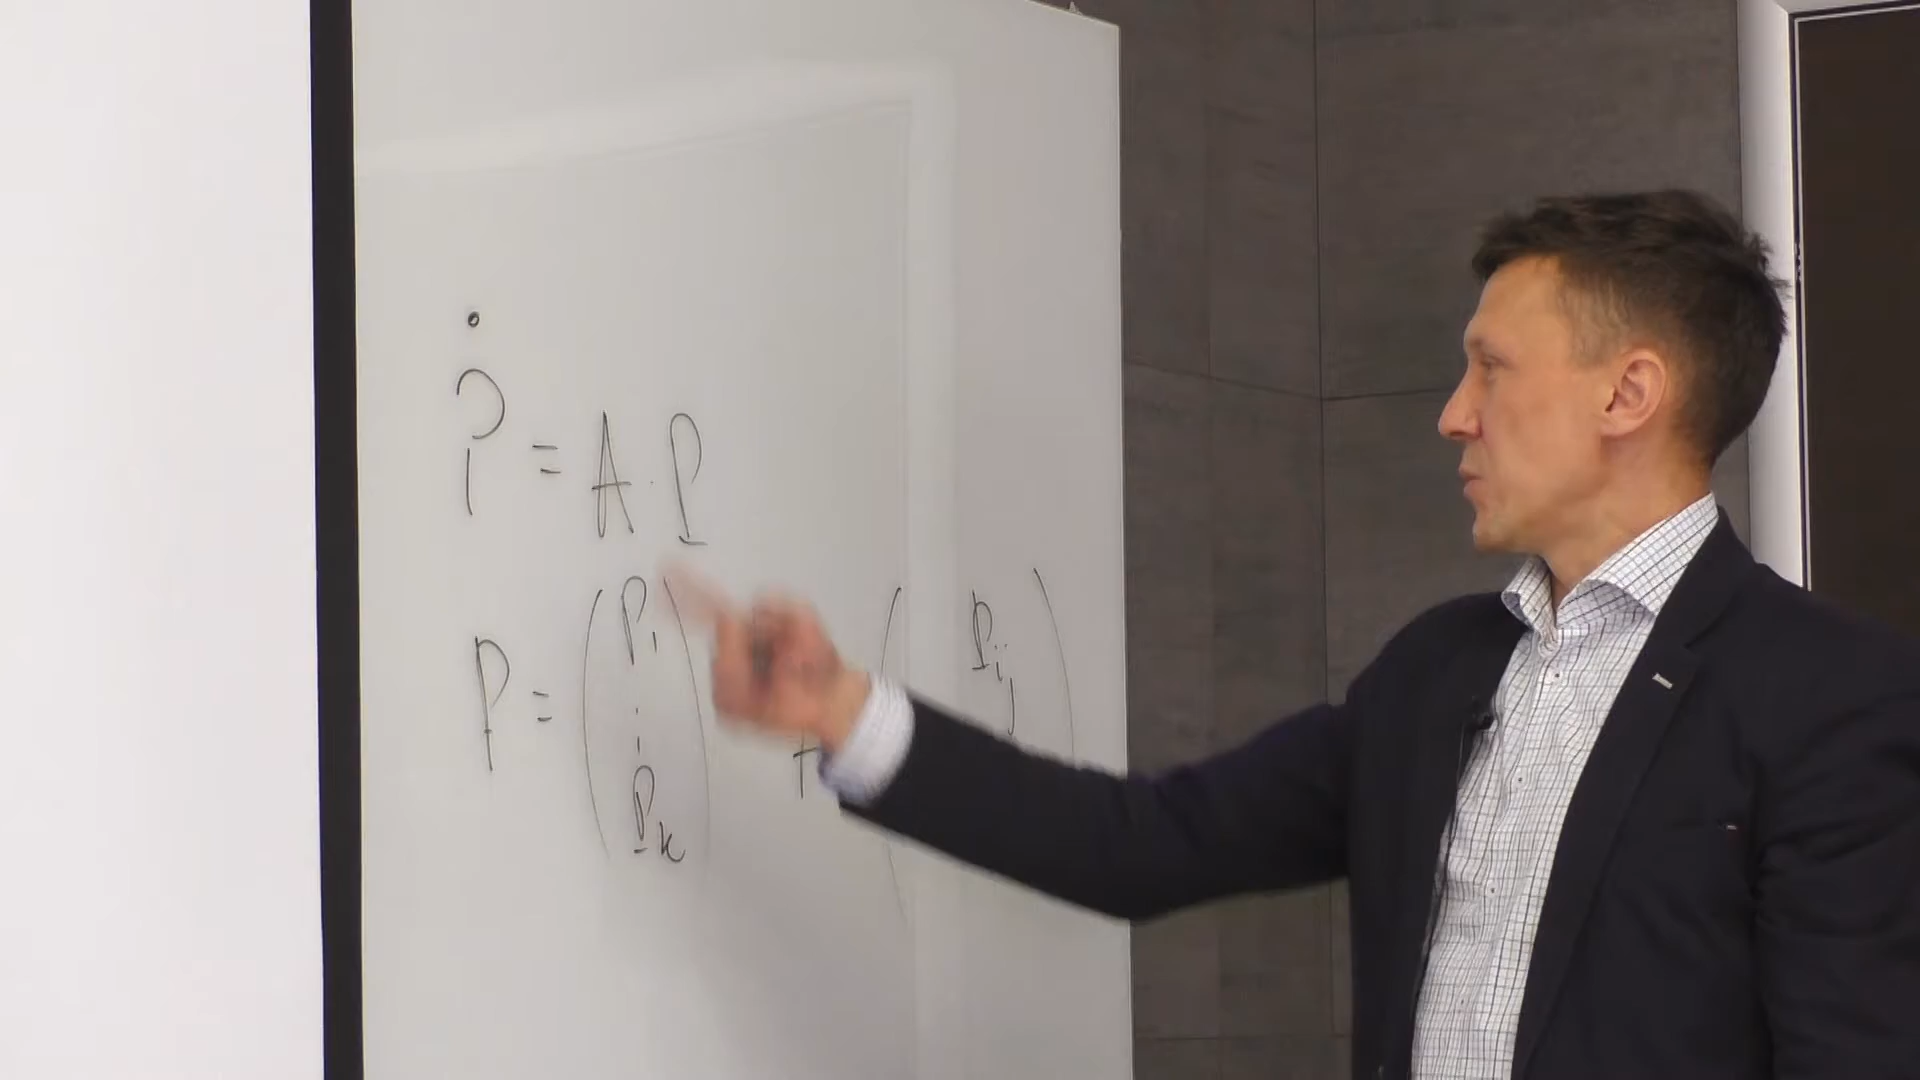 Ṗ = A · P
P = ( P₁ ⋮ Pₖ ) ( Pᵢⱼ )